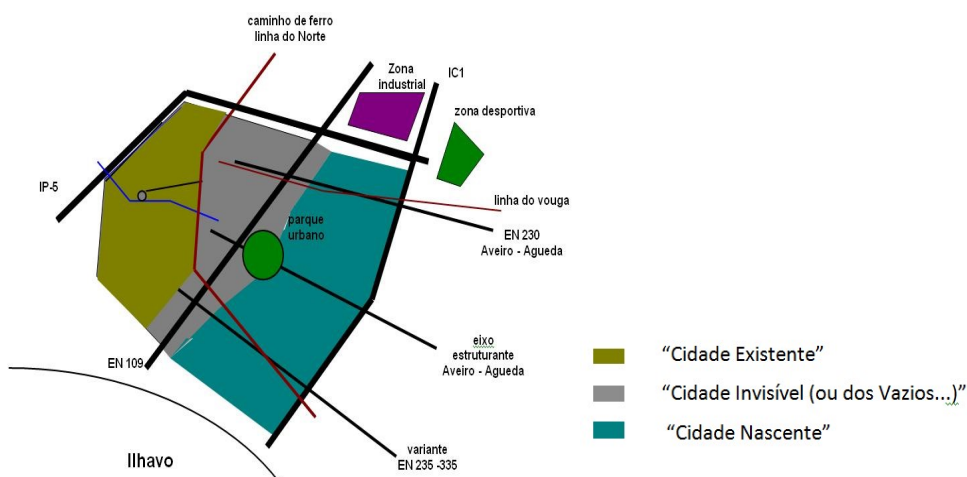 caminho de ferro
linha do Norte
Zona
industrial
IC1
zona desportiva
IP-5
linha do vouga
parque
urbano
EN 230
Aveiro - Agueda
eixo
estruturante
Aveiro - Agueda
EN 109
variante
EN 235 -335
Ilhavo
“Cidade Existente”
“Cidade Invisível (ou dos Vazios...)”
“Cidade Nascente”